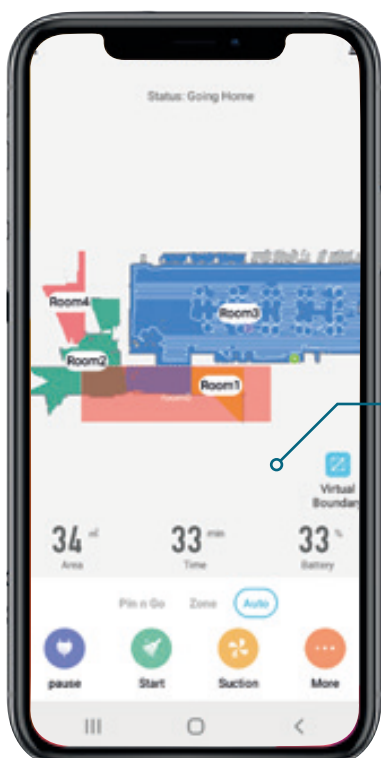 Status: Going Home
Room4
Room3
Room2
Room1
Virtual
Boundary
34 33 min 33 %
Area Time Battery
Pin n Go Zone Auto
pause Start Suction More